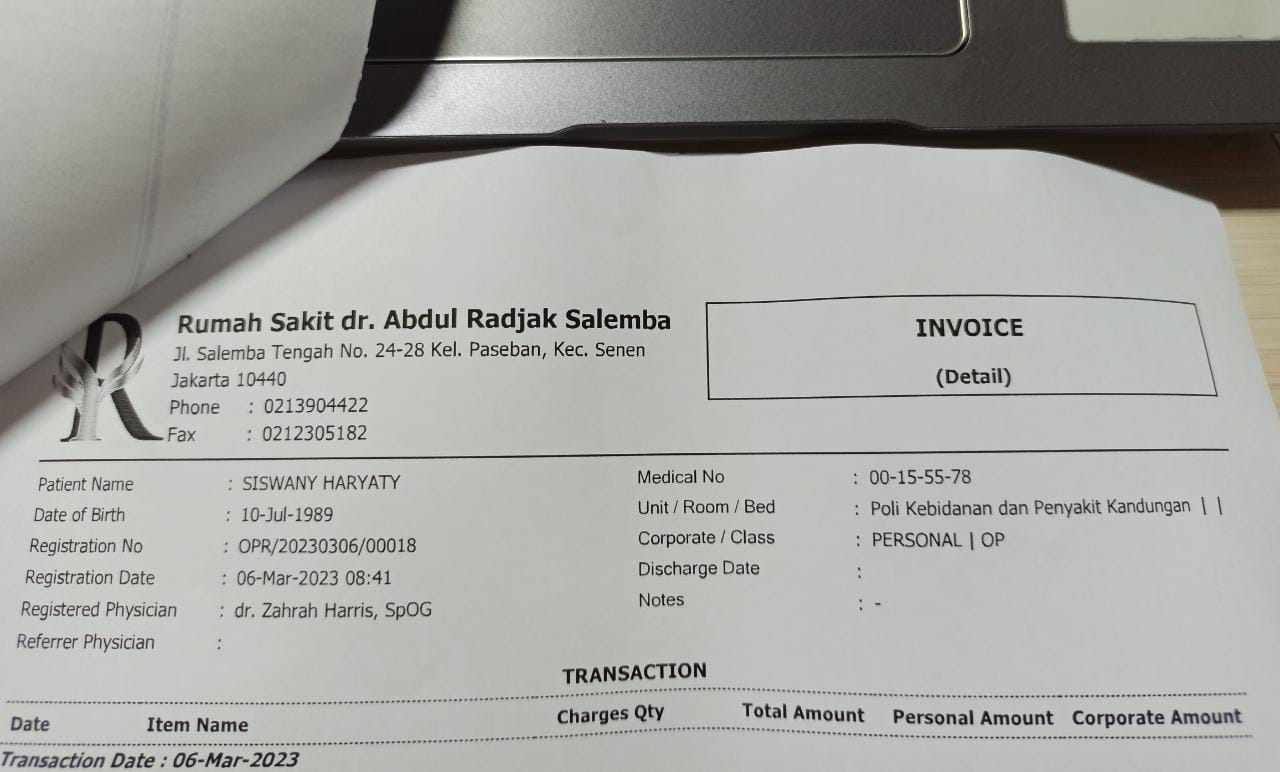 Rumah Sakit dr. Abdul Radjak Salemba
Jl. Salemba Tengah No. 24-28 Kel. Paseban, Kec. Senen
Jakarta 10440
Phone : 0213904422
Fax : 0212305182
INVOICE
(Detail)
Patient Name : SISWANY HARYATY
Date of Birth : 10-Jul-1989
Registration No : OPR/20230306/00018
Registration Date : 06-Mar-2023 08:41
Registered Physician : dr. Zahrah Harris, SpOG
Referrer Physician :
Medical No : 00-15-55-78
Unit / Room / Bed : Poli Kebidanan dan Penyakit Kandungan | |
Corporate / Class : PERSONAL | OP
Discharge Date :
Notes : -
TRANSACTION
Date Item Name Charges Qty Total Amount Personal Amount Corporate Amount
Transaction Date : 06-Mar-2023